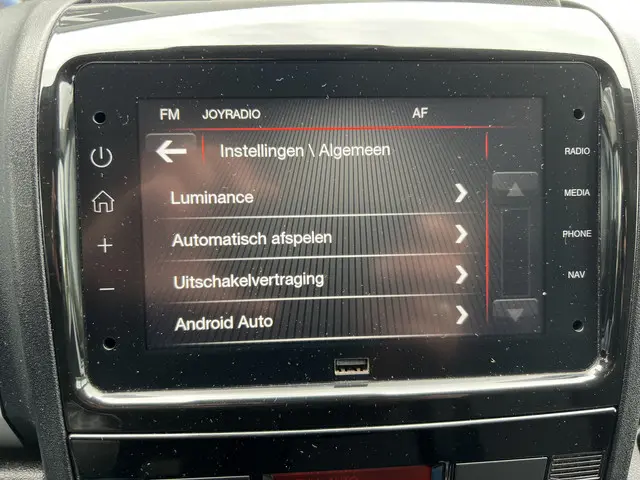 FM JOYRADIO AF
Instellingen \ Algemeen
Luminance
Automatisch afspelen
Uitschakelvertraging
Android Auto
RADIO
MEDIA
PHONE
NAV